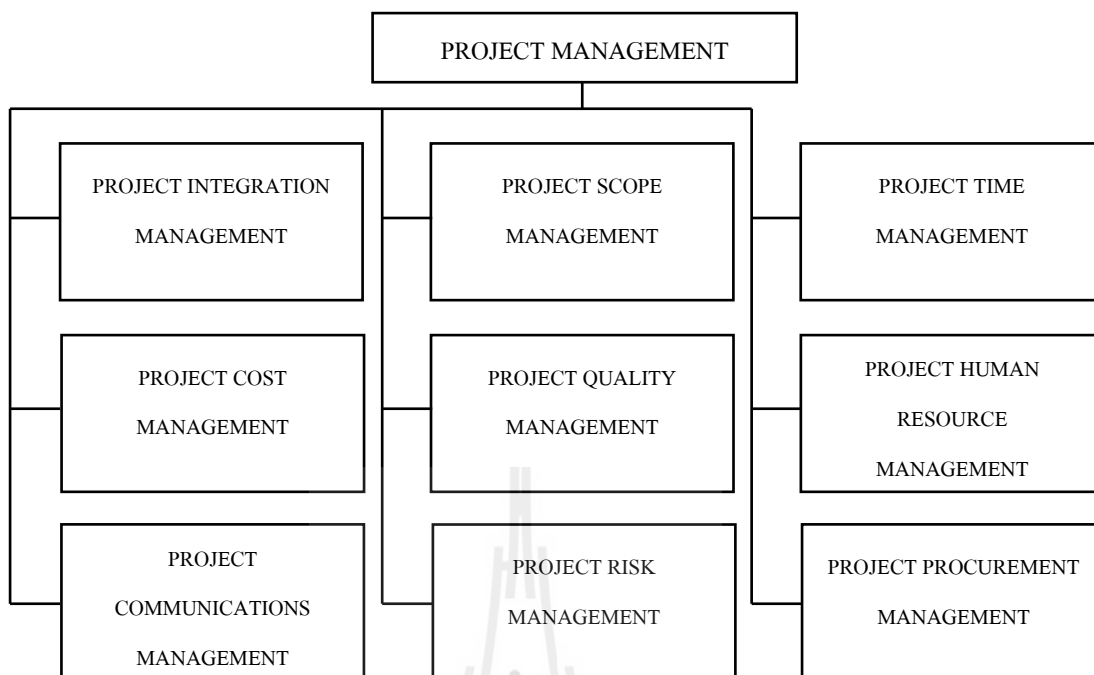 PROJECT MANAGEMENT
PROJECT INTEGRATION
MANAGEMENT
PROJECT SCOPE
MANAGEMENT
PROJECT TIME
MANAGEMENT
PROJECT COST
MANAGEMENT
PROJECT QUALITY
MANAGEMENT
PROJECT HUMAN
RESOURCE
MANAGEMENT
PROJECT
COMMUNICATIONS
MANAGEMENT
PROJECT RISK
MANAGEMENT
PROJECT PROCUREMENT
MANAGEMENT